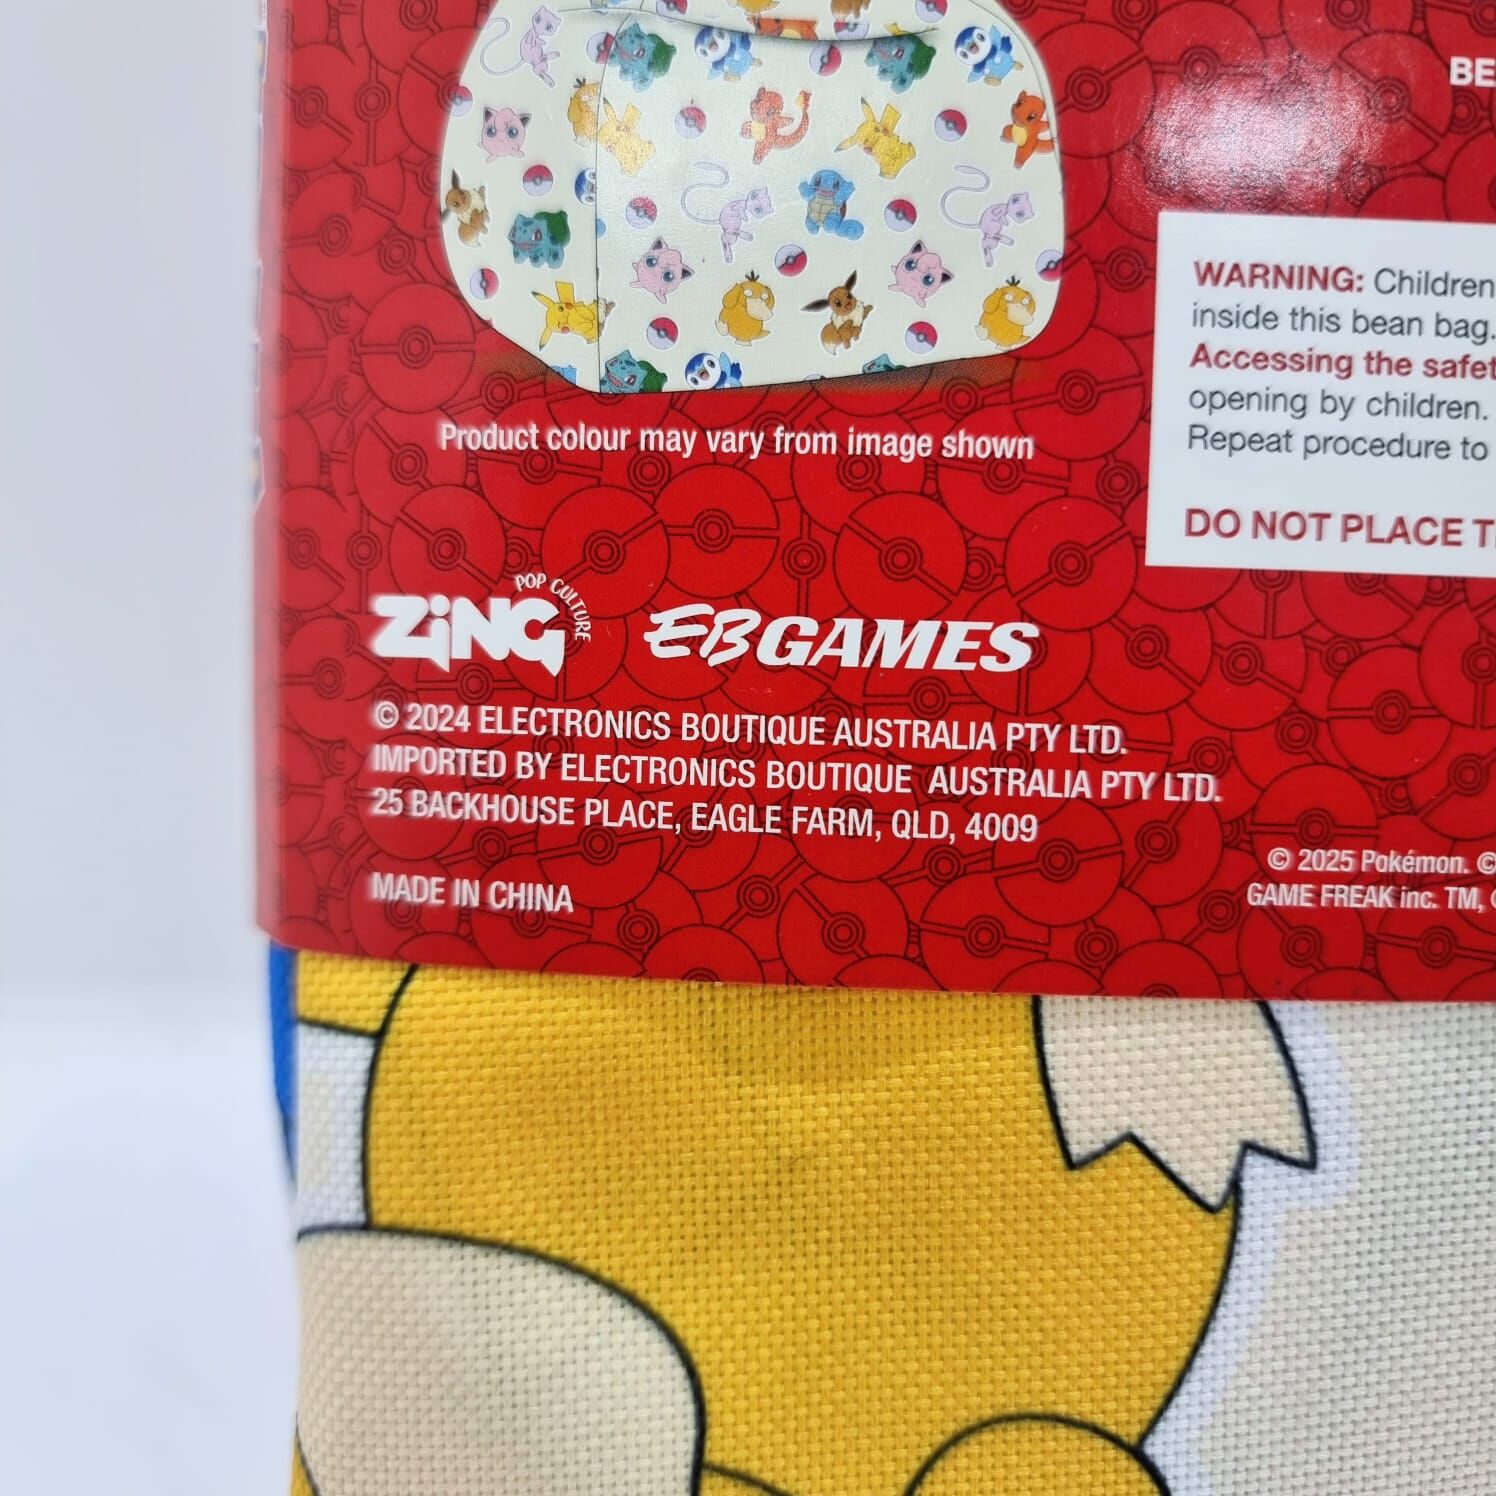 BE
WARNING: Children
inside this bean bag.
Accessing the safet
opening by children.
Repeat procedure to
DO NOT PLACE T
Product colour may vary from image shown
ZiNG POP CULTURE
EB GAMES
© 2024 ELECTRONICS BOUTIQUE AUSTRALIA PTY LTD.
IMPORTED BY ELECTRONICS BOUTIQUE AUSTRALIA PTY LTD.
25 BACKHOUSE PLACE, EAGLE FARM, QLD, 4009
MADE IN CHINA
© 2025 Pokémon. ©
GAME FREAK inc. TM,